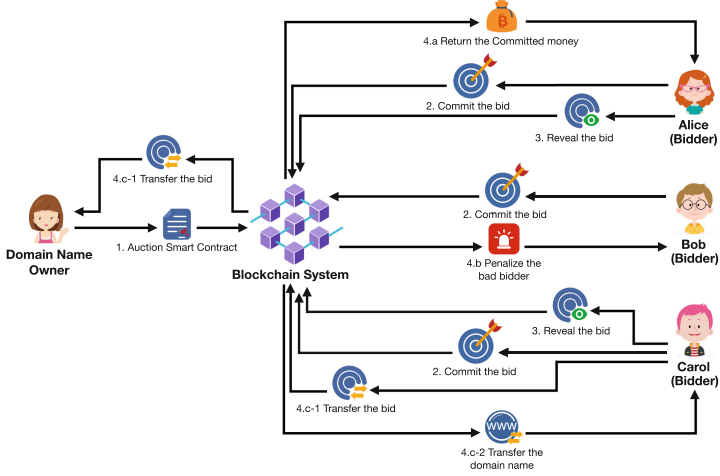 4.a Return the Committed money
2. Commit the bid
3. Reveal the bid
Alice
(Bidder)
4.c-1 Transfer the bid
2. Commit the bid
1. Auction Smart Contract
Domain Name
Owner
Blockchain System
4.b Penalize the
bad bidder
Bob
(Bidder)
3. Reveal the bid
2. Commit the bid
Carol
(Bidder)
4.c-1 Transfer the bid
WWW
4.c-2 Transfer the
domain name